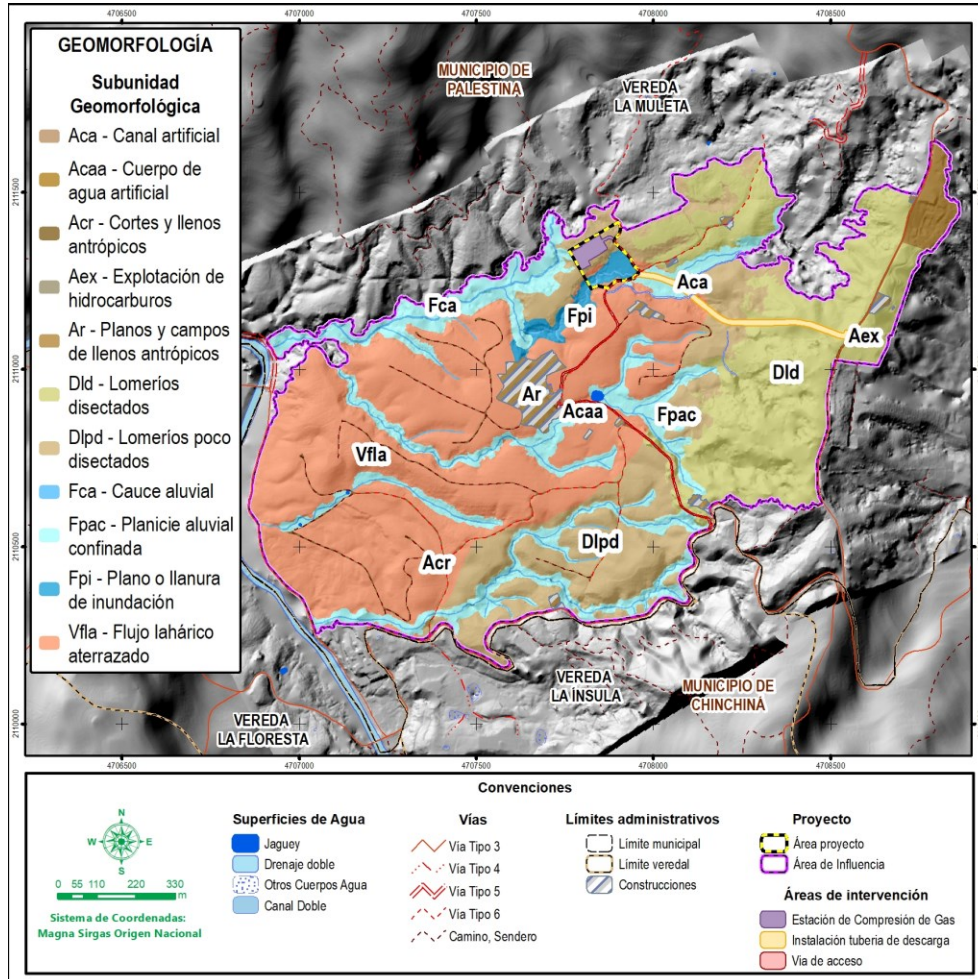 4706500 4707000 4707500 4708000 4708500
2111500
2111000
2110500
2110000
GEOMORFOLOGÍA
Subunidad
Geomorfológica
Aca - Canal artificial
Acaa - Cuerpo de
agua artificial
Acr - Cortes y llenos
antrópicos
Aex - Explotación de
hidrocarburos
Ar - Planos y campos
de llenos antrópicos
Dld - Lomeríos
disectados
Dlpd - Lomeríos poco
disectados
Fca - Cauce aluvial
Fpac - Planicie aluvial
confinada
Fpi - Plano o llanura
de inundación
Vfla - Flujo lahárico
aterrazado
MUNICIPIO DE
PALESTINA
VEREDA
LA MULETA
Fca
Aca
Fpi
Aex
Dld
Ar
Acaa
Fpac
Vfla
Dlpd
Acr
VEREDA
LA ÍNSULA
MUNICIPIO DE
CHINCHINÁ
VEREDA
LA FLORESTA
4706500 4707000 4707500 4708000 4708500
Convenciones
N
W E
S
0 55 110 220 330
m
Sistema de Coordenadas:
Magna Sirgas Origen Nacional
Superficies de Agua
Jaguey
Drenaje doble
Otros Cuerpos Agua
Canal Doble
Vías
Vía Tipo 3
Vía Tipo 4
Vía Tipo 5
Vía Tipo 6
Camino, Sendero
Límites administrativos
Límite municipal
Límite veredal
Construcciones
Proyecto
Área proyecto
Área de Influencia
Áreas de intervención
Estación de Compresión de Gas
Instalación tuberia de descarga
Via de acceso